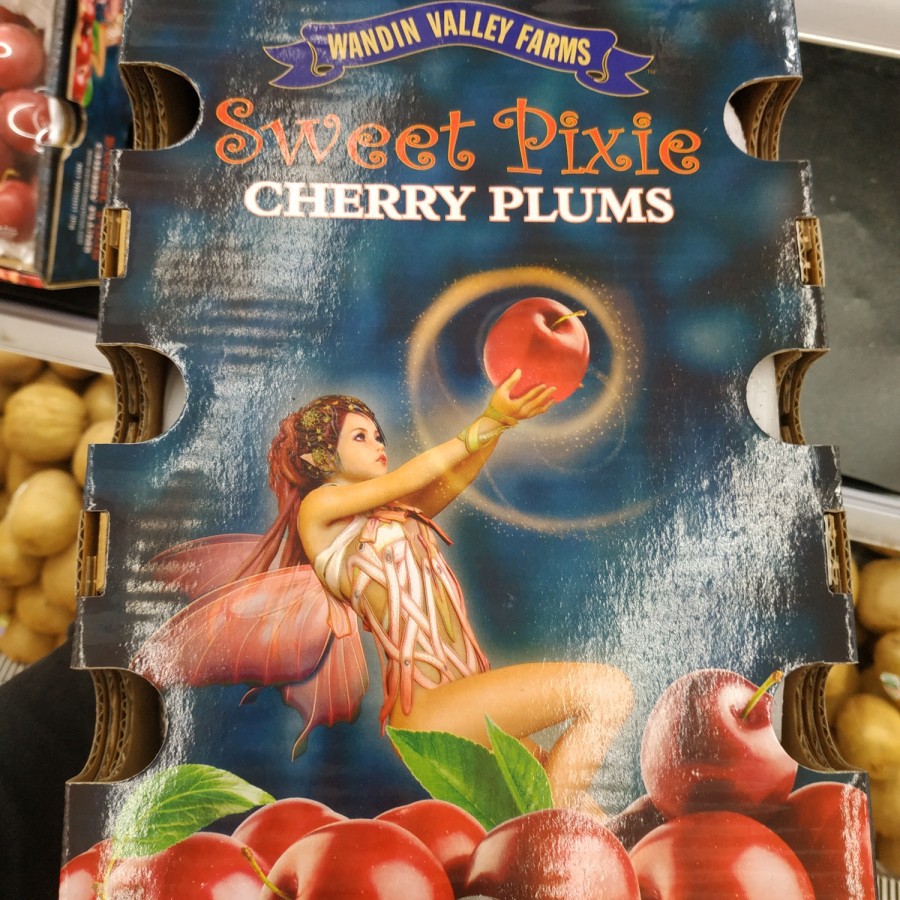 WANDIN VALLEY FARMS
Sweet Pixie
CHERRY PLUMS